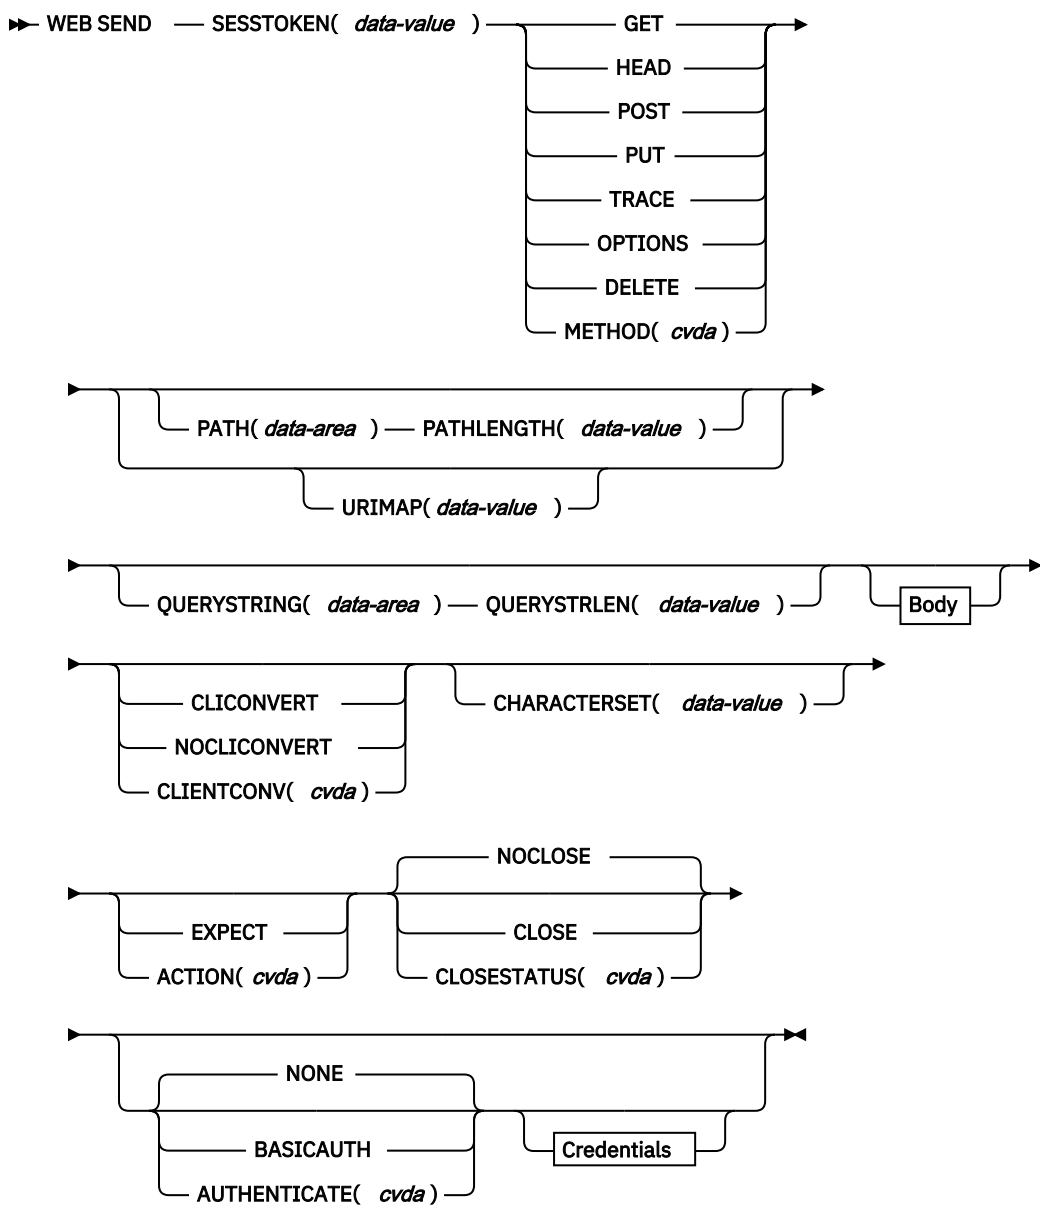 WEB SEND SESSTOKEN( data-value ) GET
HEAD
POST
PUT
TRACE
OPTIONS
DELETE
METHOD( cvda )
PATH( data-area ) PATHLENGTH( data-value )
URIMAP( data-value )
QUERYSTRING( data-area ) QUERYSTRLEN( data-value ) Body
CLICONVERT CHARACTERSET( data-value )
NOCLICONVERT
CLIENTCONV( cvda )
NOCLOSE
EXPECT CLOSE
ACTION( cvda ) CLOSESTATUS( cvda )
NONE
BASICAUTH Credentials
AUTHENTICATE( cvda )